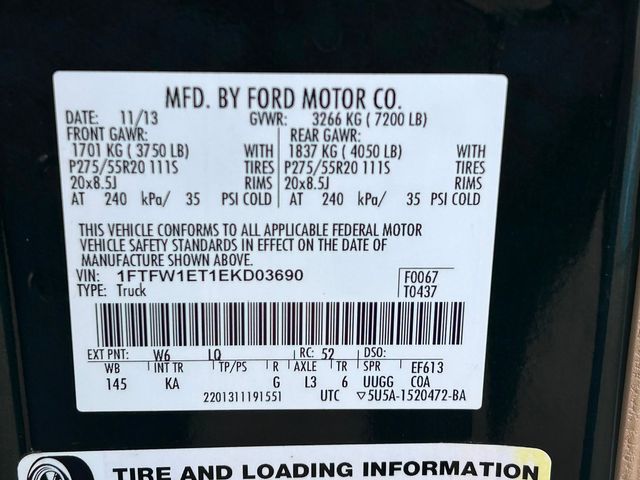 MFD. BY FORD MOTOR CO.
DATE: 11/13 GVWR: 3266 KG ( 7200 LB)
FRONT GAWR: REAR GAWR:
1701 KG ( 3750 LB) WITH 1837 KG ( 4050 LB) WITH
P275/55R20 111S TIRES P275/55R20 111S TIRES
20x8.5J RIMS 20x8.5J RIMS
AT 240 kPa/ 35 PSI COLD AT 240 kPa/ 35 PSI COLD
THIS VEHICLE CONFORMS TO ALL APPLICABLE FEDERAL MOTOR
VEHICLE SAFETY STANDARDS IN EFFECT ON THE DATE OF
MANUFACTURE SHOWN ABOVE.
VIN: 1FTFW1ET1EKD03690 F0067
TYPE: Truck T0437
EXT PNT: W6 LQ RC: 52 DSO:
WB INT TR TP/PS R AXLE TR SPR EF613
145 KA G L3 6 UUGG COA
2201311191551 UTC ▽5U5A-1520472-BA
TIRE AND LOADING INFORMATION